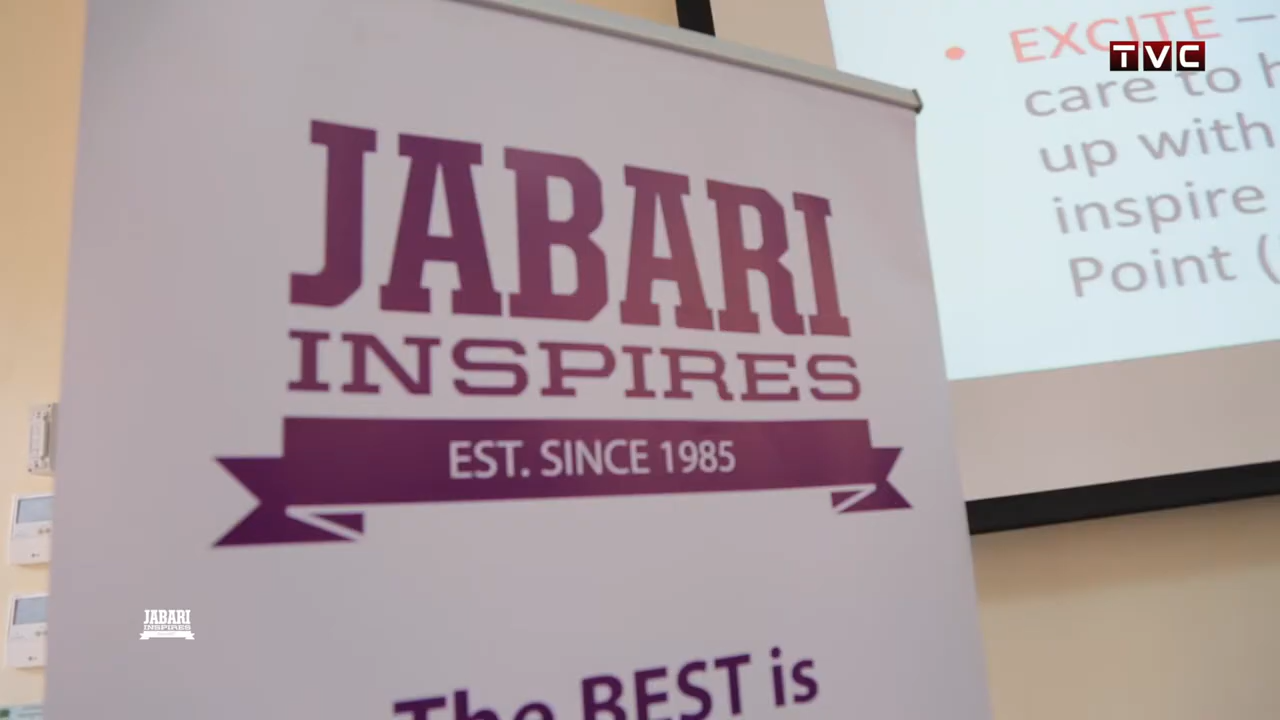 JABARI
INSPIRES
EST. SINCE 1985
The BEST is
• EXCITE –
care to h
up with
inspire
Point (
TVC
JABARI
INSPIRES